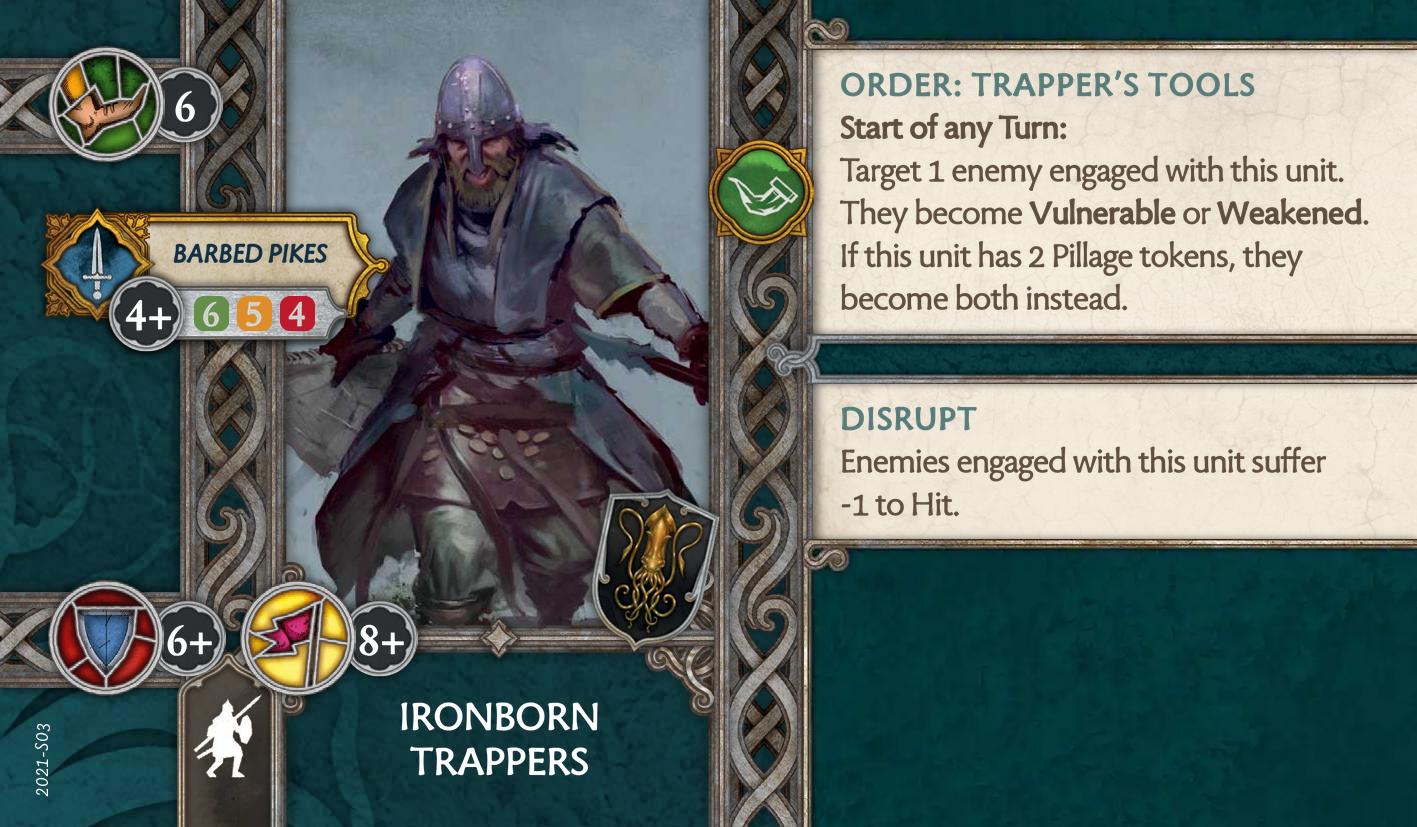 6
BARBED PIKES
4+ 6 5 4
6+ 8+
IRONBORN
TRAPPERS
2021-S03
ORDER: TRAPPER'S TOOLS
Start of any Turn:
Target 1 enemy engaged with this unit.
They become Vulnerable or Weakened.
If this unit has 2 Pillage tokens, they
become both instead.
DISRUPT
Enemies engaged with this unit suffer
-1 to Hit.